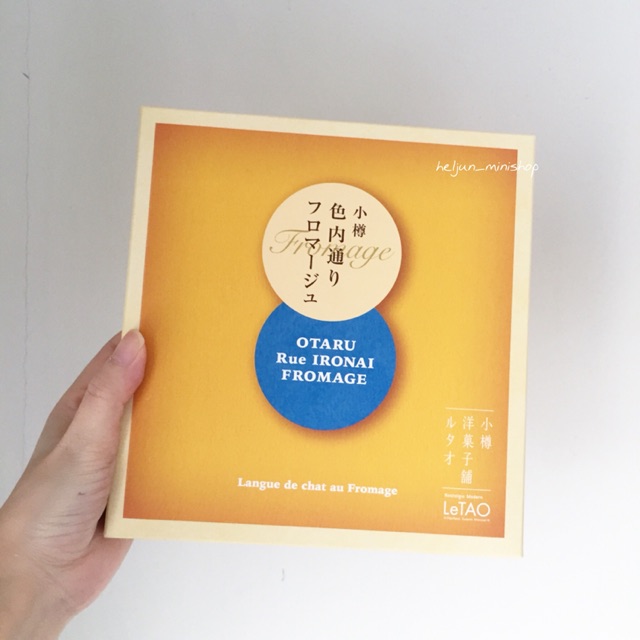 heljun_minishop
小樽
色内通り
フロマージュ
Fromage
OTARU
Rue IRONAI
FROMAGE
Langue de chat au Fromage
小樽
洋菓子舗
ルタオ
LeTAO